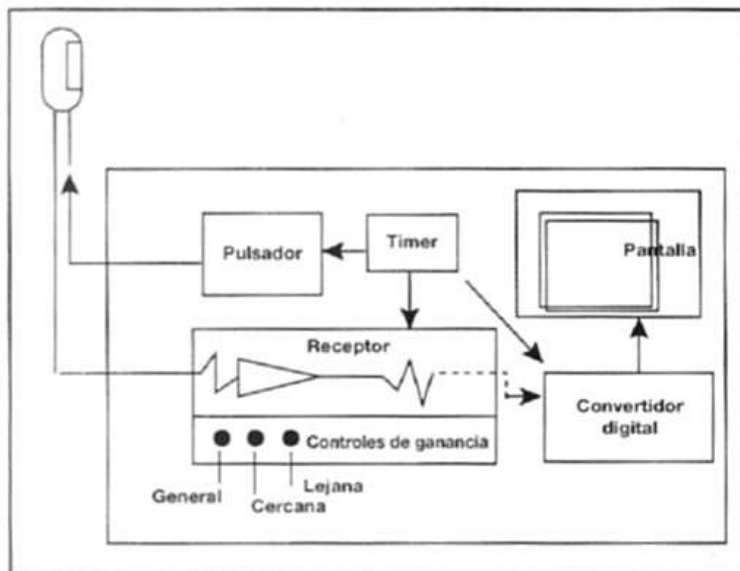 Pulsador
Timer
Pantalla
Receptor
Controles de ganancia
General
Cercana
Lejana
Convertidor
digital